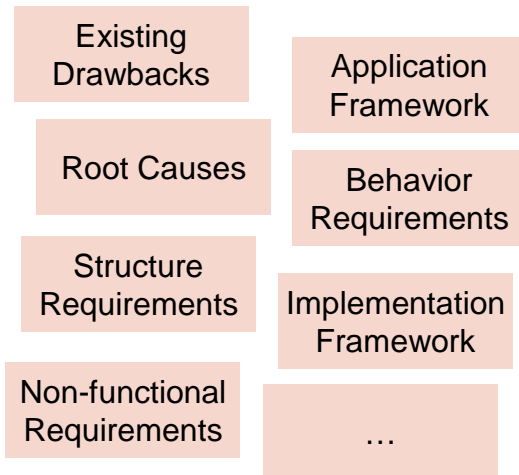 Existing
Drawbacks
Application
Framework
Root Causes
Behavior
Requirements
Structure
Requirements
Implementation
Framework
Non-functional
Requirements
…